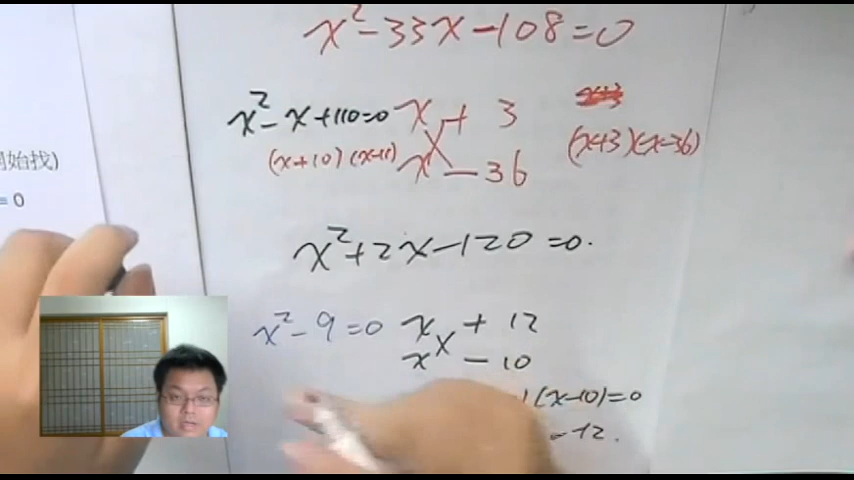 x²-33x-108=0
x²-x+110=0
x + 3
(x+3)(x-36)
(x+10)(x-11)
x - 36
始找)
= 0
x²+2x-120=0.
x²-9=0
x + 12
x - 10
(x-10)=0
-12.